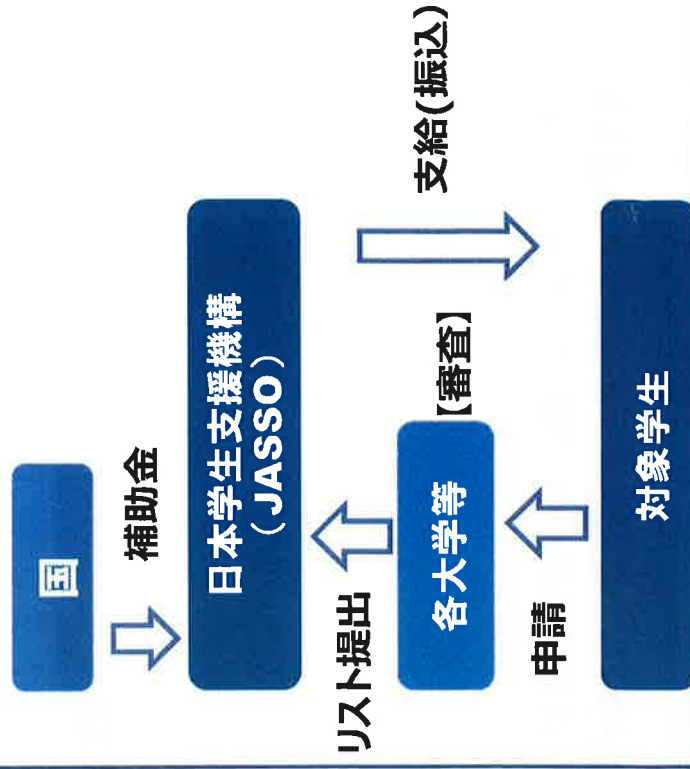 国
補助金
日本学生支援機構
(JASSO)
リスト提出
各大学等
【審査】
支給(振込)
申請
対象学生